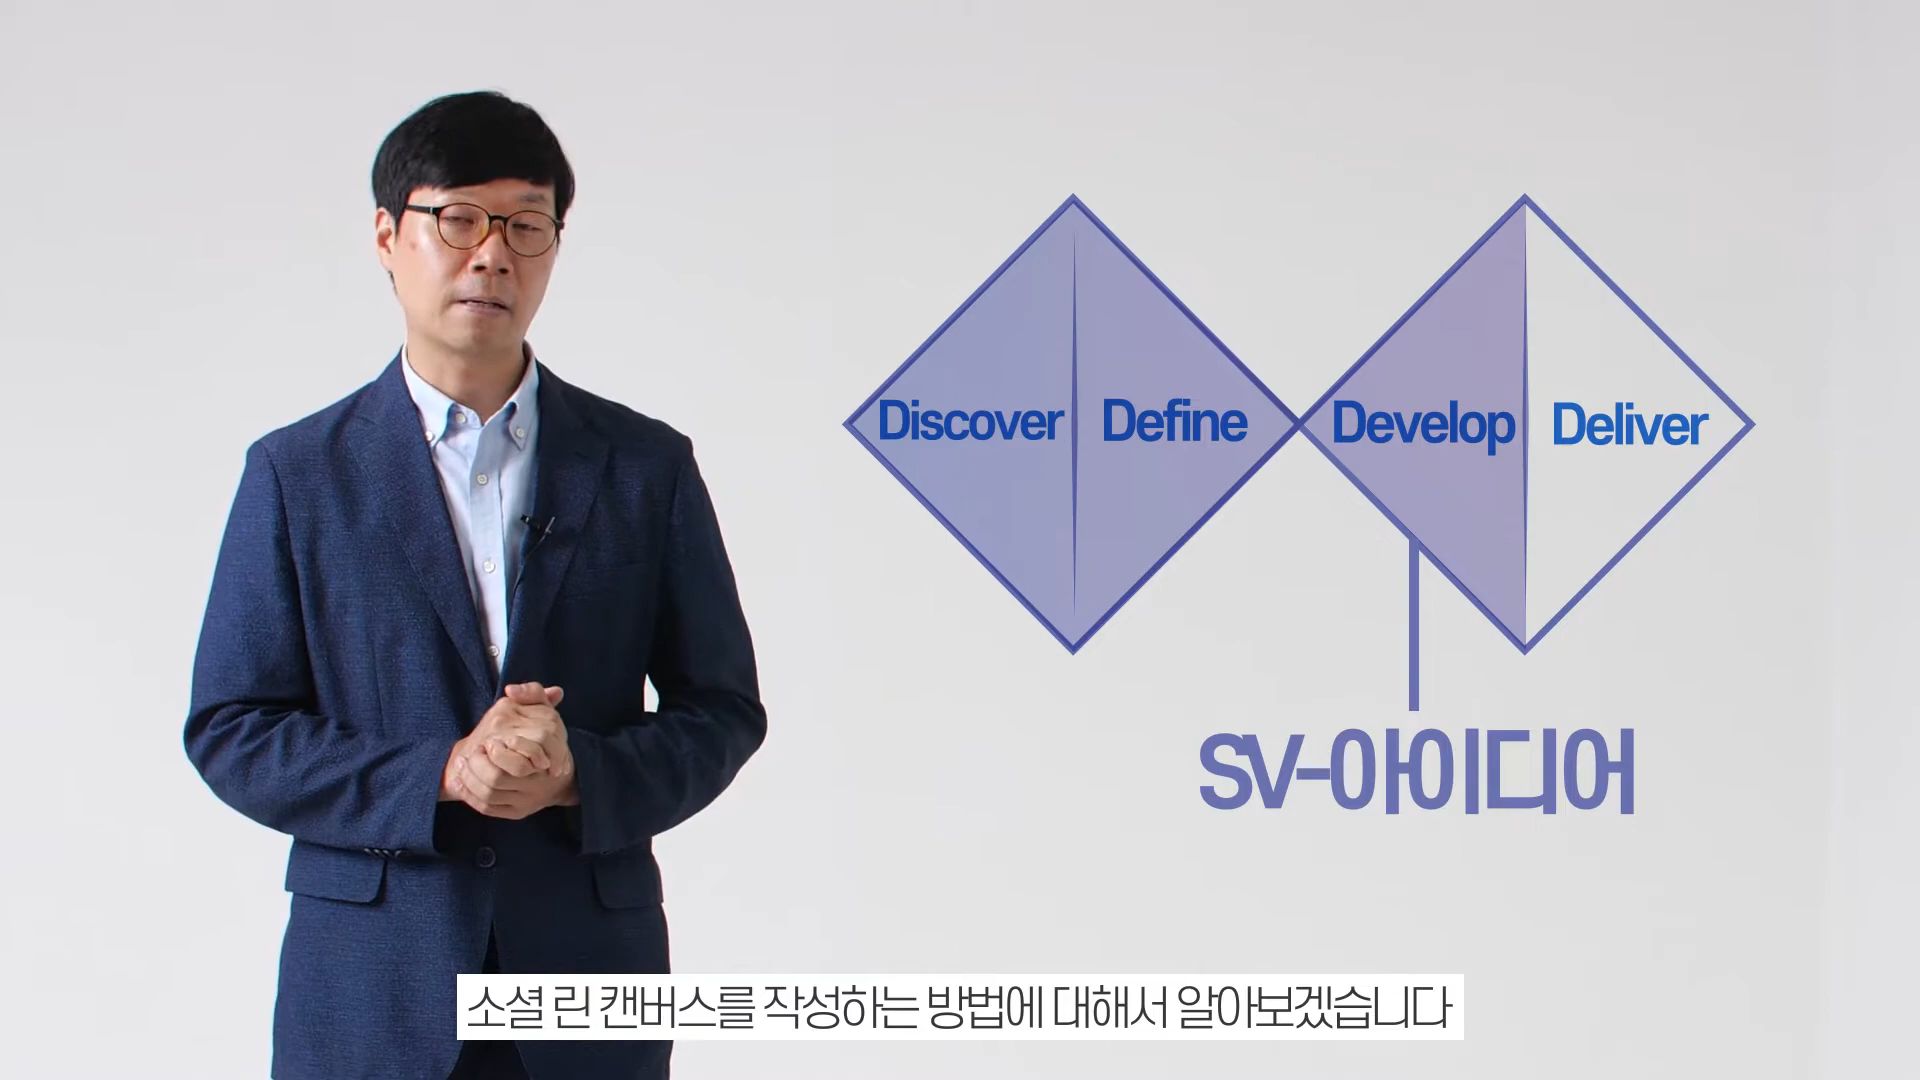 Discover
Define
Develop
Deliver
SV-아이디어
소셜 린 캔버스를 작성하는 방법에 대해서 알아보겠습니다